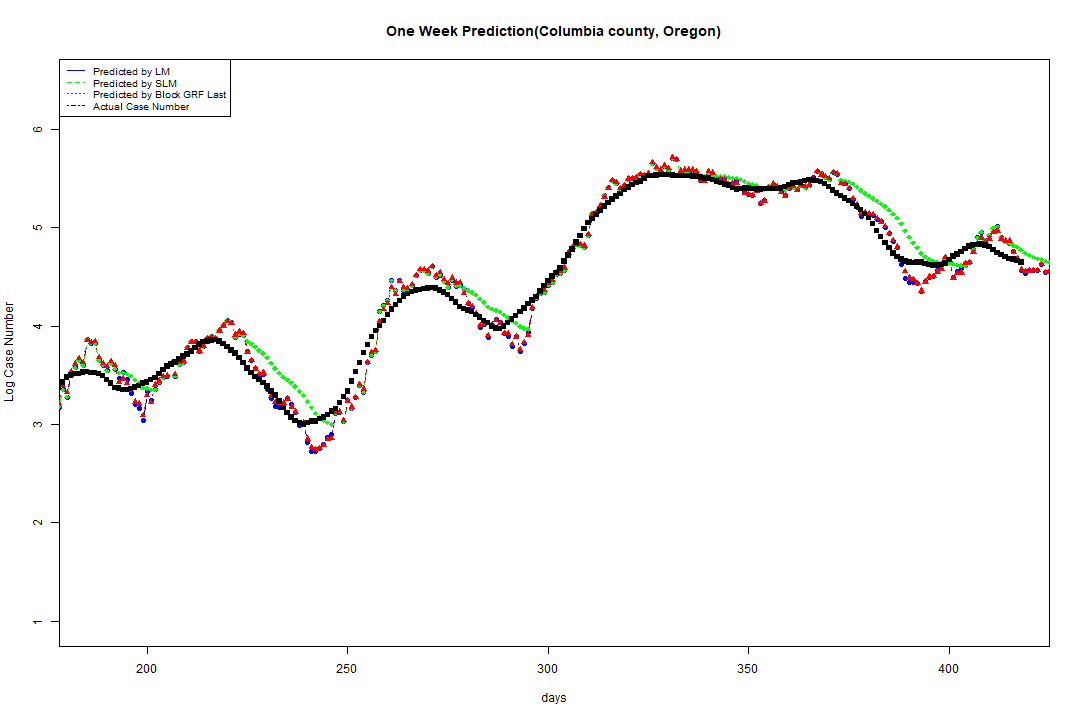 One Week Prediction(Columbia county, Oregon)
Predicted by LM
Predicted by SLM
Predicted by Block GRF Last
Actual Case Number
Log Case Number
6
5
4
3
2
1
200 250 300 350 400
days